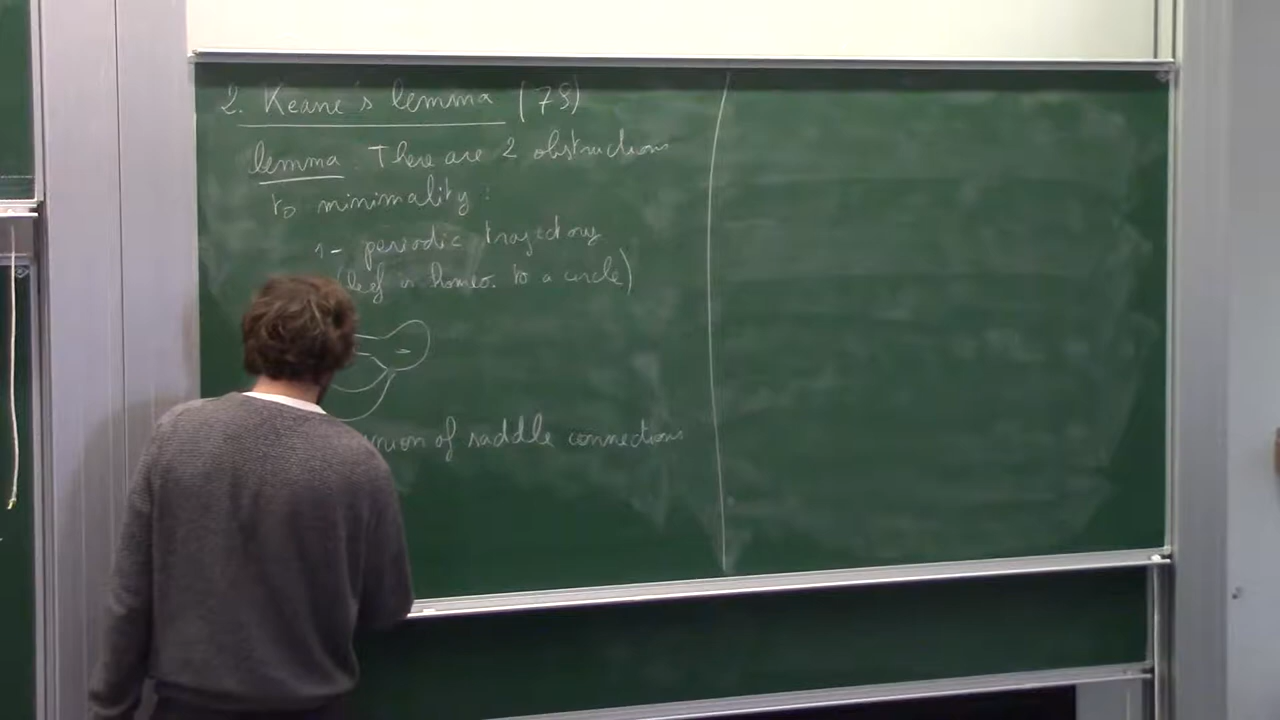 2. Keane's lemma (75)
lemma. There are 2 obstructions
to minimality:
1- periodic trajectory
(leaf is homeo. to a circle)
union of saddle connections